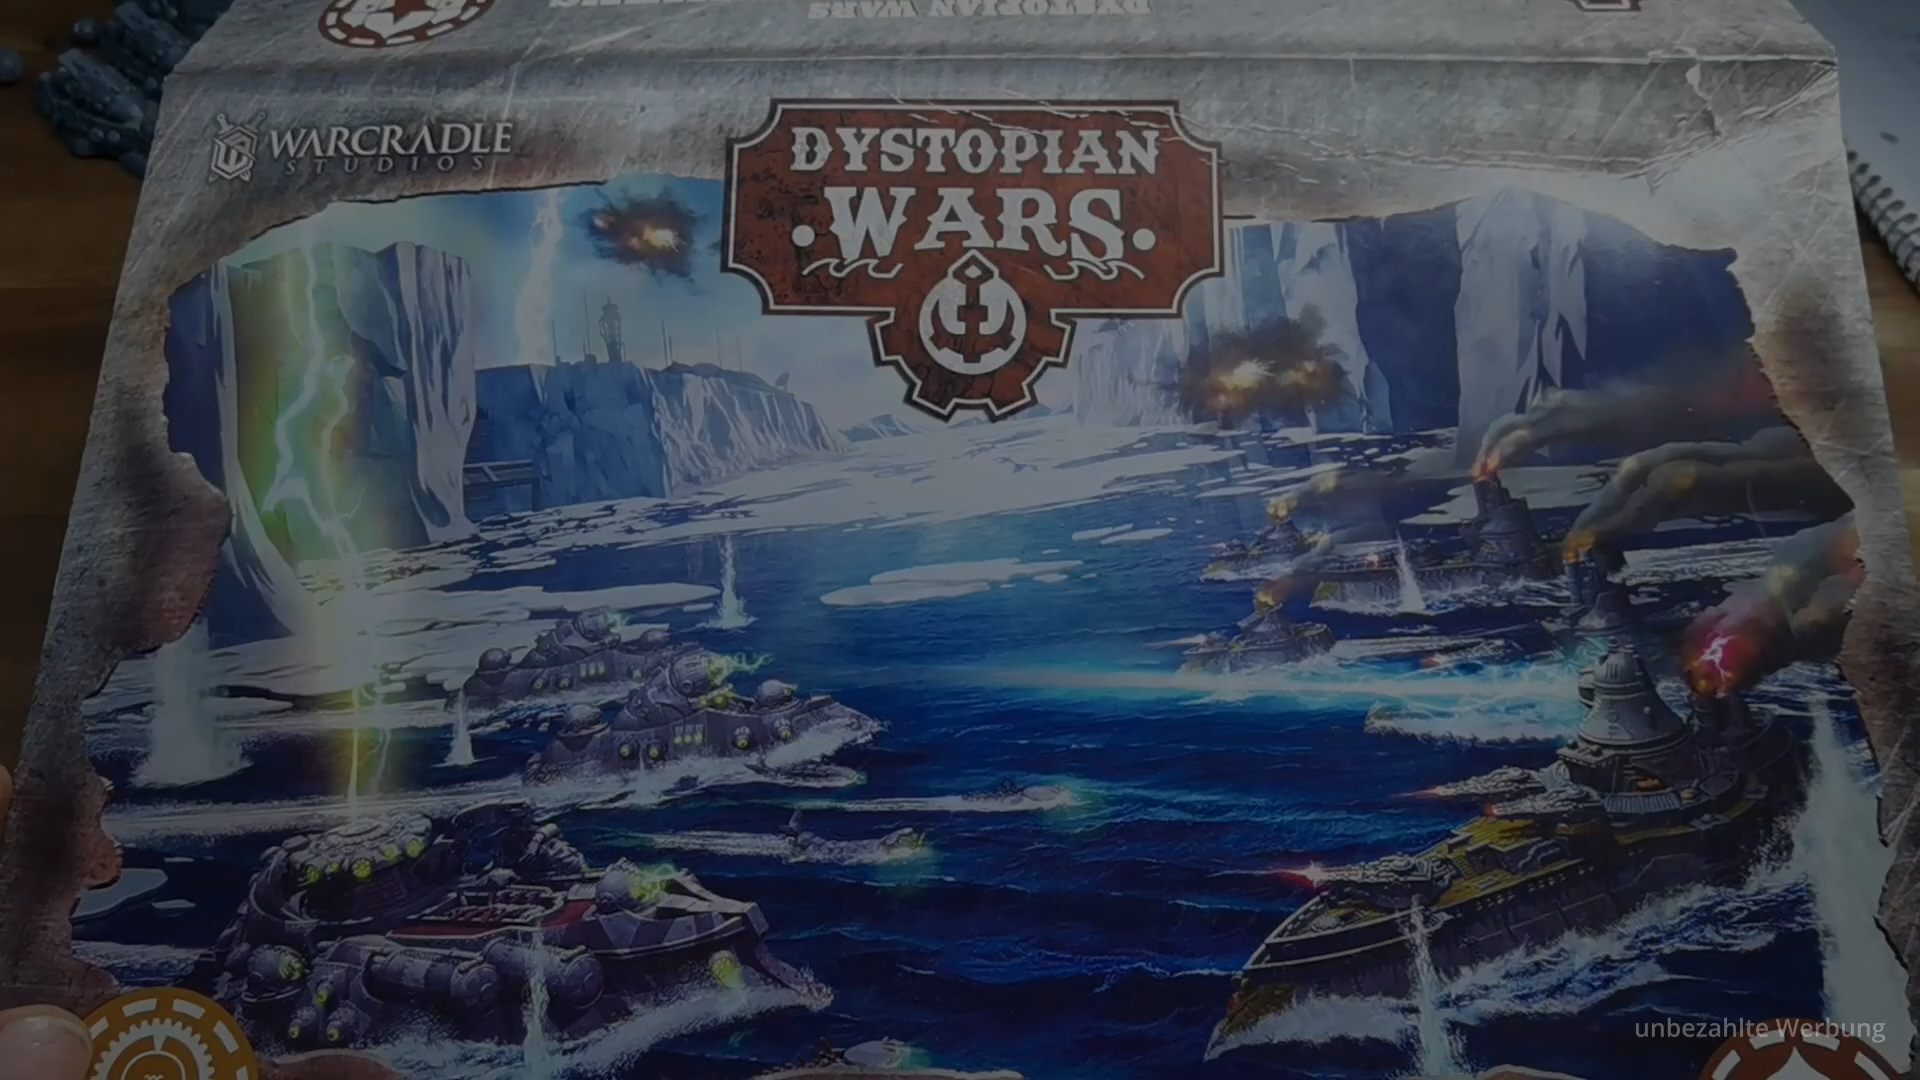 DYSTOPIAN WARS
WARCRADLE
STUDIOS
DYSTOPIAN
WARS
unbezahlte Werbung